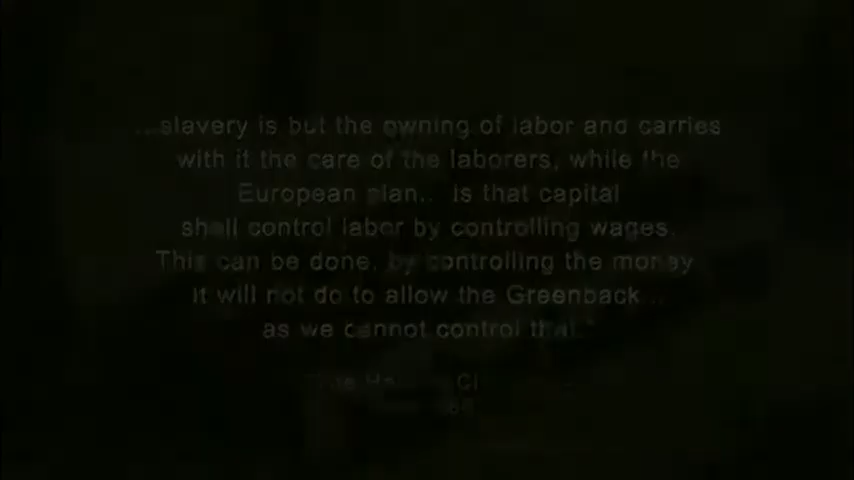 ...slavery is but the owning of labor and carries
with it the care of the laborers, while the
European plan... is that capital
shall control labor by controlling wages.
This can be done, by controlling the money
It will not do to allow the Greenback...
as we cannot control that."